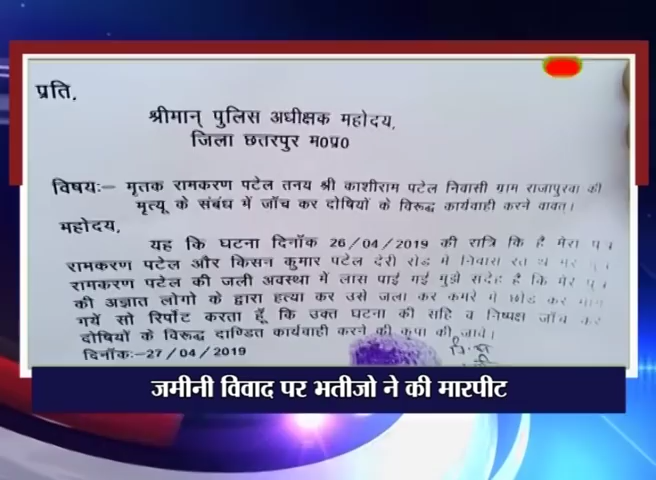 प्रति,
श्रीमान् पुलिस अधीक्षक महोदय,
जिला छतरपुर म0प्र0
विषयः– मृतक रामकरण पटेल तनय श्री काशीराम पटेल निवासी ग्राम राजापुरवा की
मृत्यू के संबंध में जॉच कर दोषियों के विरूद्ध कार्यवाही करने वावत्।
महोदय,
यह कि घटना दिनॉक 26/04/2019 की रात्रि कि है मेरा
रामकरण पटेल और किसन कुमार पटेल देरी रोड में निवास रत थे
रामकरण पटेल की जली अवस्था में लास पाई गई मुझे सदेह है कि मेरे
की अज्ञात लोगो के द्वारा हत्या कर उसे जला कर कमरे में छोड कर
गयें सो रिर्पोट करता हूँ कि उक्त घटना की सहि व निष्पक्ष जॉच कर
दोषियों के विरूद्ध दाण्डित कार्यवाही करने की कृपा की जावे।
दिनॉकः–27/04/2019
जमीनी विवाद पर भतीजो ने की मारपीट